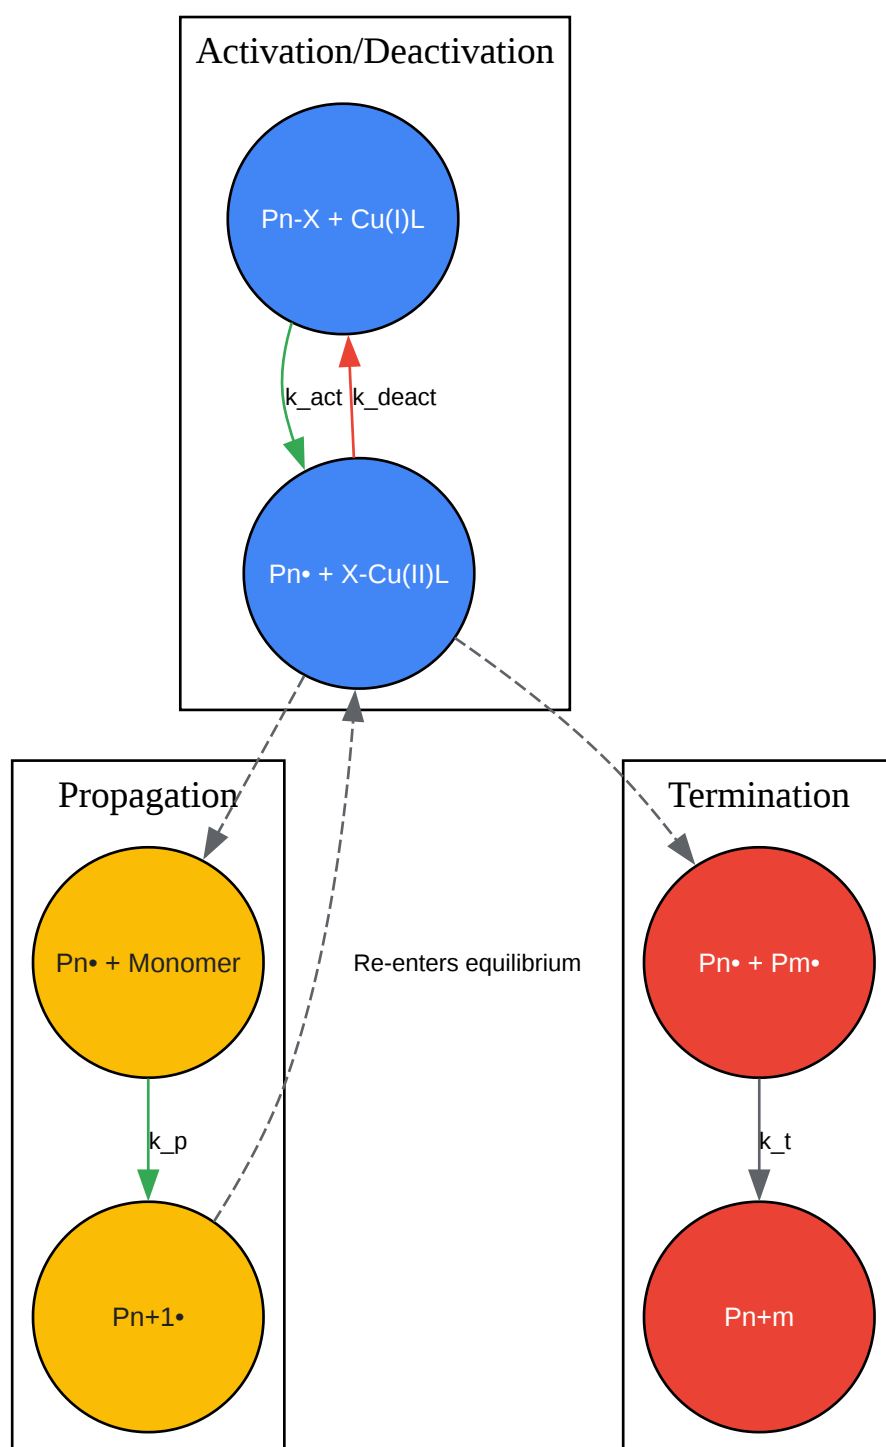 Activation/Deactivation
Pn-X + Cu(I)L
k_act
k_deact
Pn• + X-Cu(II)L
Propagation
Termination
Pn• + Monomer
Re-enters equilibrium
Pn• + Pm•
k_p
k_t
Pn+1•
Pn+m